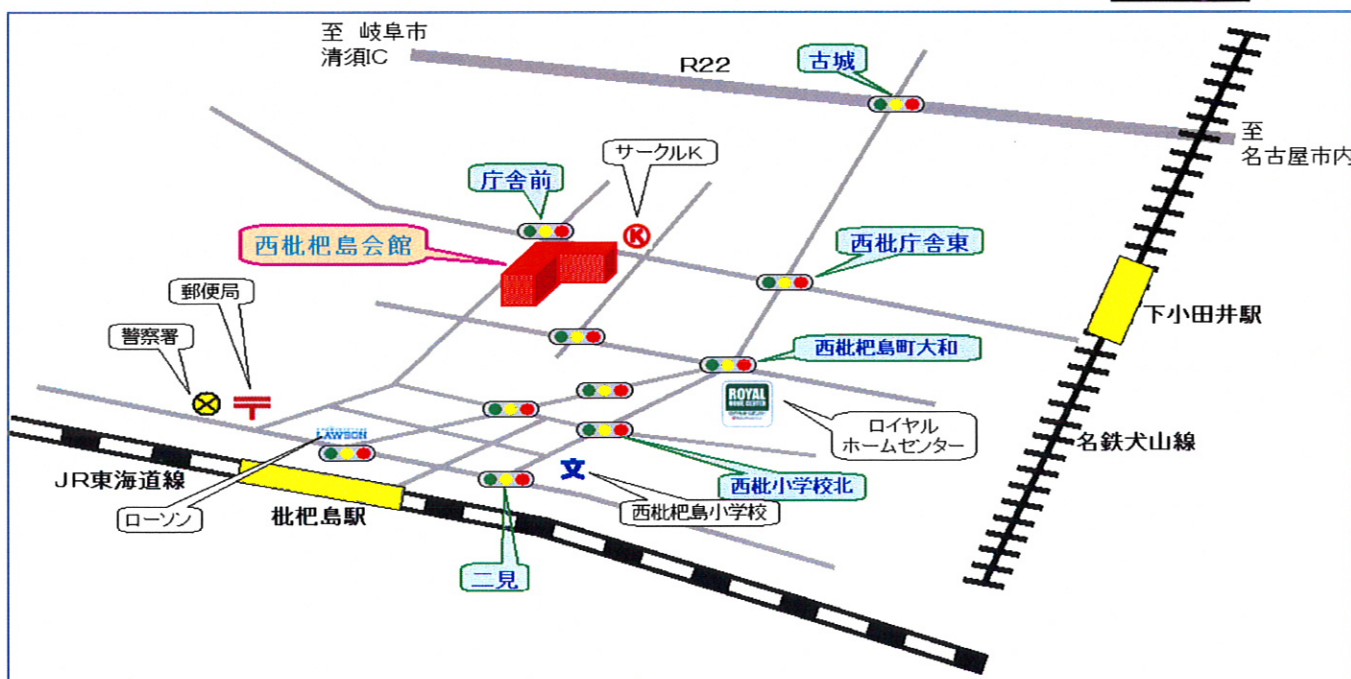 至 岐阜市
清須IC
R22
古城
至
名古屋市内
サークルK
庁舎前
K
西枇杷島会館
西枇庁舎東
郵便局
下小田井駅
警察署
西枇杷島町大和
ROYAL
HOME CENTER
ロイヤル
ホームセンター
LAWSON
名鉄犬山線
JR東海道線
文
西枇小学校北
ローソン
枇杷島駅
西枇杷島小学校
二見